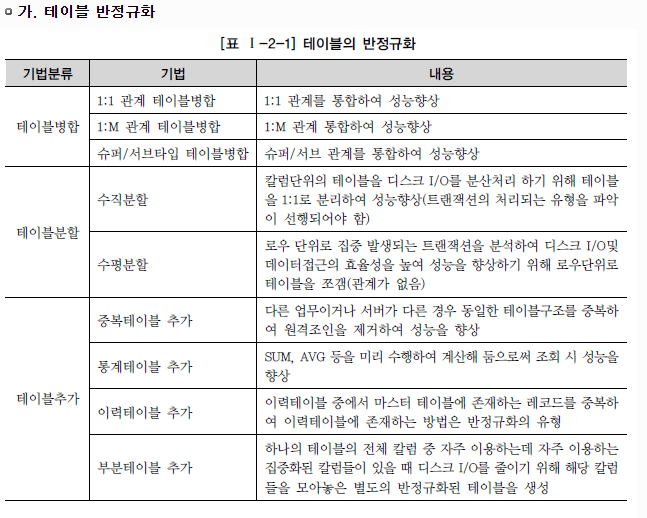 가. 테이블 반정규화
[표 Ⅰ-2-1] 테이블의 반정규화
기법분류 기법 내용
테이블병합
1:1 관계 테이블병합 1:1 관계를 통합하여 성능향상
1:M 관계 테이블병합 1:M 관계 통합하여 성능향상
슈퍼/서브타입 테이블병합 슈퍼/서브 관계를 통합하여 성능향상
테이블분할
수직분할
칼럼단위의 테이블을 디스크 I/O를 분산처리 하기 위해 테이블
을 1:1로 분리하여 성능향상(트랜잭션의 처리되는 유형을 파악
이 선행되어야 함)
수평분할
로우 단위로 집중 발생되는 트랜잭션을 분석하여 디스크 I/O및
데이터접근의 효율성을 높여 성능을 향상하기 위해 로우단위로
테이블을 쪼갬(관계가 없음)
테이블추가
중복테이블 추가
다른 업무이거나 서버가 다른 경우 동일한 테이블구조를 중복하
여 원격조인을 제거하여 성능을 향상
통계테이블 추가
SUM, AVG 등을 미리 수행하여 계산해 둠으로써 조회 시 성능을
향상
이력테이블 추가
이력테이블 중에서 마스터 테이블에 존재하는 레코드를 중복하
여 이력테이블에 존재하는 방법은 반정규화의 유형
부분테이블 추가
하나의 테이블의 전체 칼럼 중 자주 이용하는데 자주 이용하는
집중화된 칼럼들이 있을 때 디스크 I/O를 줄이기 위해 해당 칼럼
들을 모아놓은 별도의 반정규화된 테이블을 생성